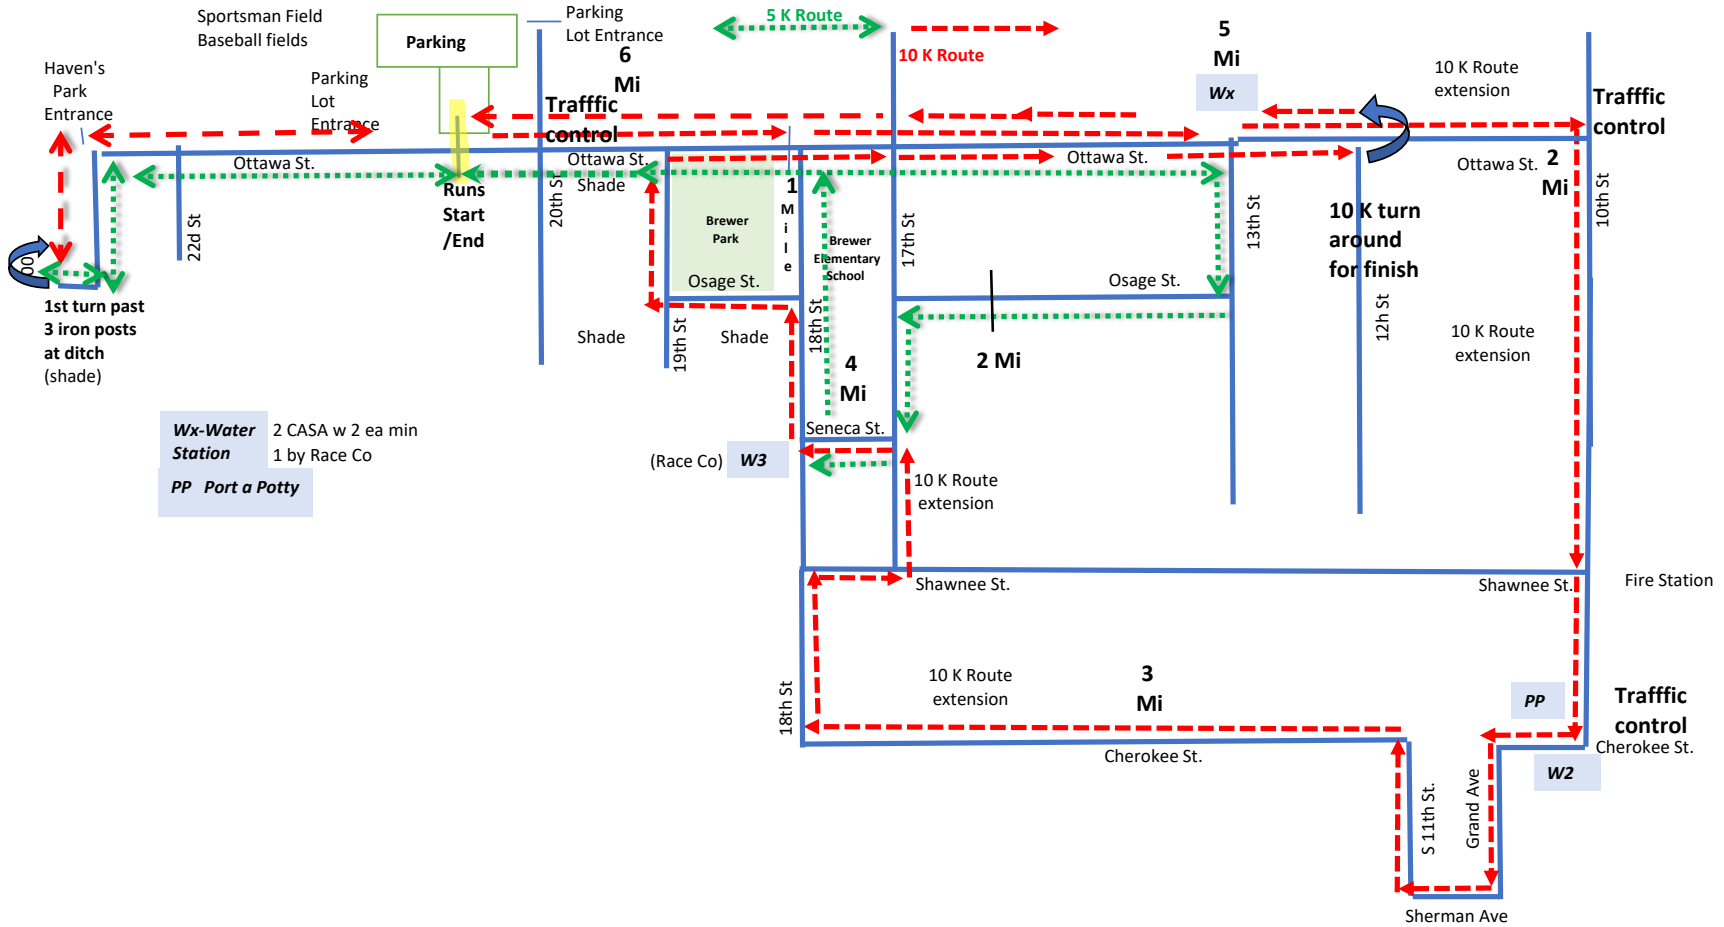 Sportsman Field
Baseball fields
Parking
Parking
Lot Entrance
5 K Route
10 K Route
6
Mi
5
Mi
Wx
10 K Route
extension
Trafffic
control
Haven's
Park
Entrance
Parking
Lot
Entrance
Trafffic
control
Ottawa St.
Ottawa St.
Shade
Ottawa St.
Ottawa St.
2
Mi
22d St
Runs
Start
/End
20th St
Brewer
Park
1
M
i
l
e
Brewer
Elementary
School
17th St
13th St
10 K turn
around
for finish
10th St
00
1st turn past
3 iron posts
at ditch
(shade)
Osage St.
Osage St.
Shade
19th St
Shade
18th St
4
Mi
2 Mi
12h St
10 K Route
extension
Wx-Water
Station
2 CASA w 2 ea min
1 by Race Co
PP Port a Potty
Seneca St.
(Race Co)
W3
10 K Route
extension
Shawnee St.
Shawnee St.
Fire Station
18th St
10 K Route
extension
3
Mi
PP
Trafffic
control
Cherokee St.
Cherokee St.
W2
S 11th St.
Grand Ave
Sherman Ave